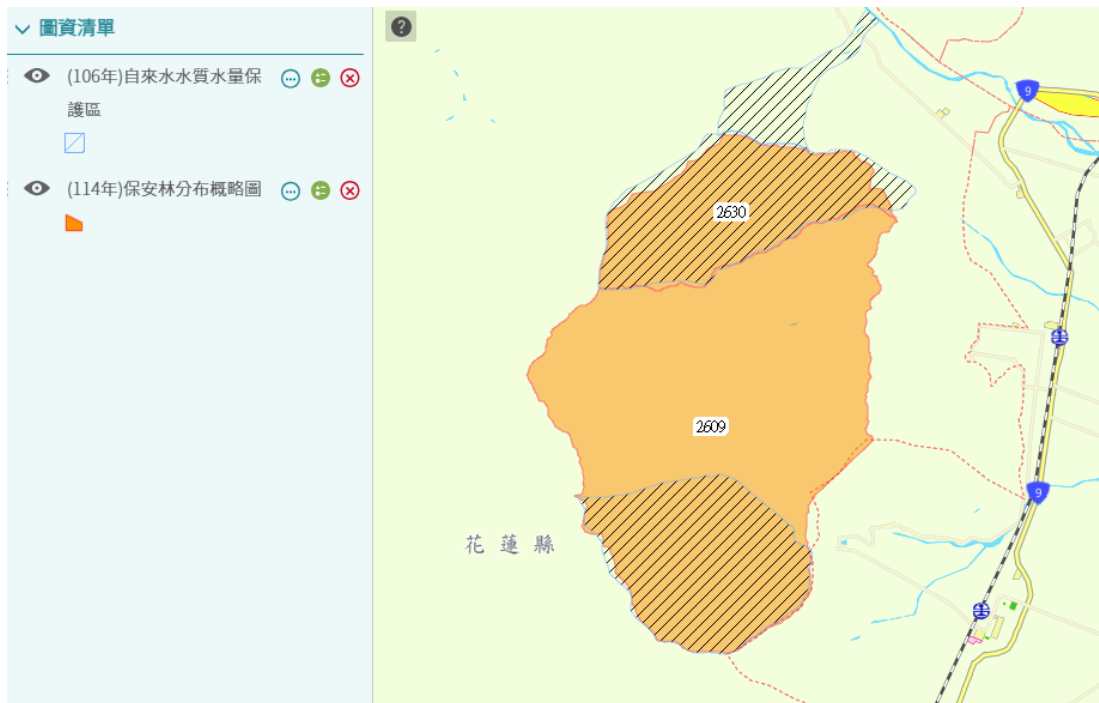 圖資清單
(106年)自來水水質水量保
護區
(114年)保安林分布概略圖
?
9
2630
2609
9
花蓮縣